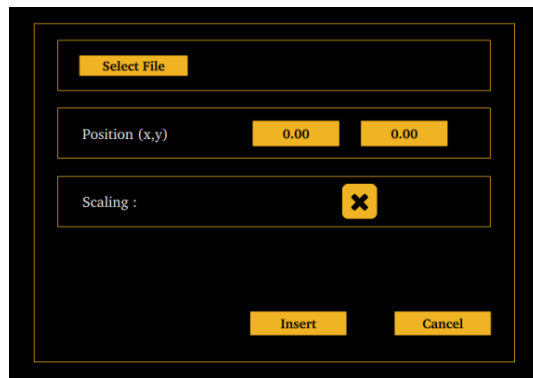 Select File
Position (x,y) 0.00 0.00
Scaling :
Insert Cancel